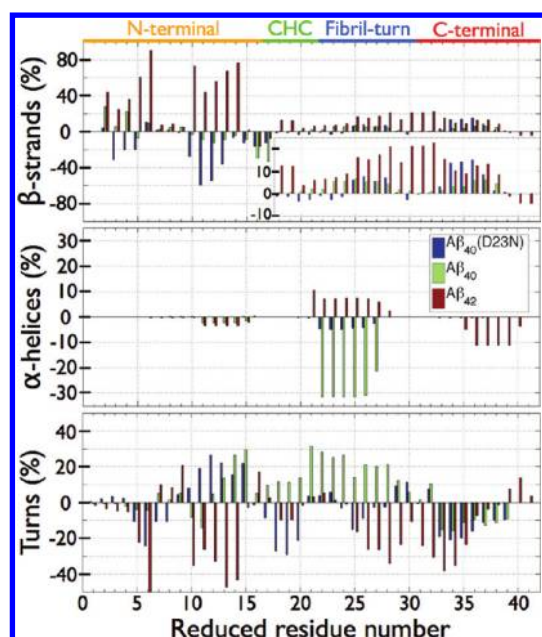 N-terminal CHC Fibril-turn C-terminal
β-strands (%)
80
40
0
-40
-80
20
10
0
-10
α-helices (%)
30
20
10
0
-10
-20
-30
Aβ40(D23N)
Aβ40
Aβ42
Turns (%)
40
20
0
-20
-40
0 5 10 15 20 25 30 35 40
Reduced residue number